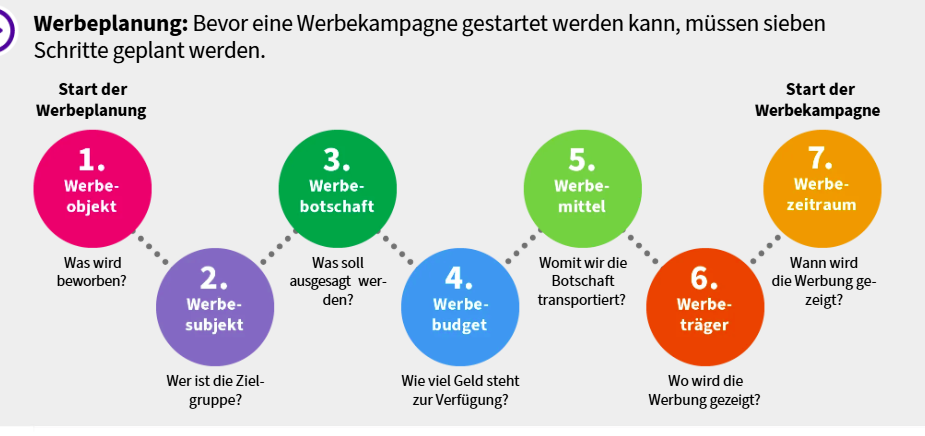 Werbeplanung: Bevor eine Werbekampagne gestartet werden kann, müssen sieben
Schritte geplant werden.
Start der
Werbeplanung
Start der
Werbekampagne
1.
Werbe-
objekt
Was wird
beworben?
2.
Werbe-
subjekt
Wer ist die Ziel-
gruppe?
3.
Werbe-
botschaft
Was soll
ausgesagt wer-
den?
4.
Werbe-
budget
Wie viel Geld steht
zur Verfügung?
5.
Werbe-
mittel
Womit wir die
Botschaft
transportiert?
6.
Werbe-
träger
Wo wird die
Werbung gezeigt?
7.
Werbe-
zeitraum
Wann wird
die Werbung ge-
zeigt?